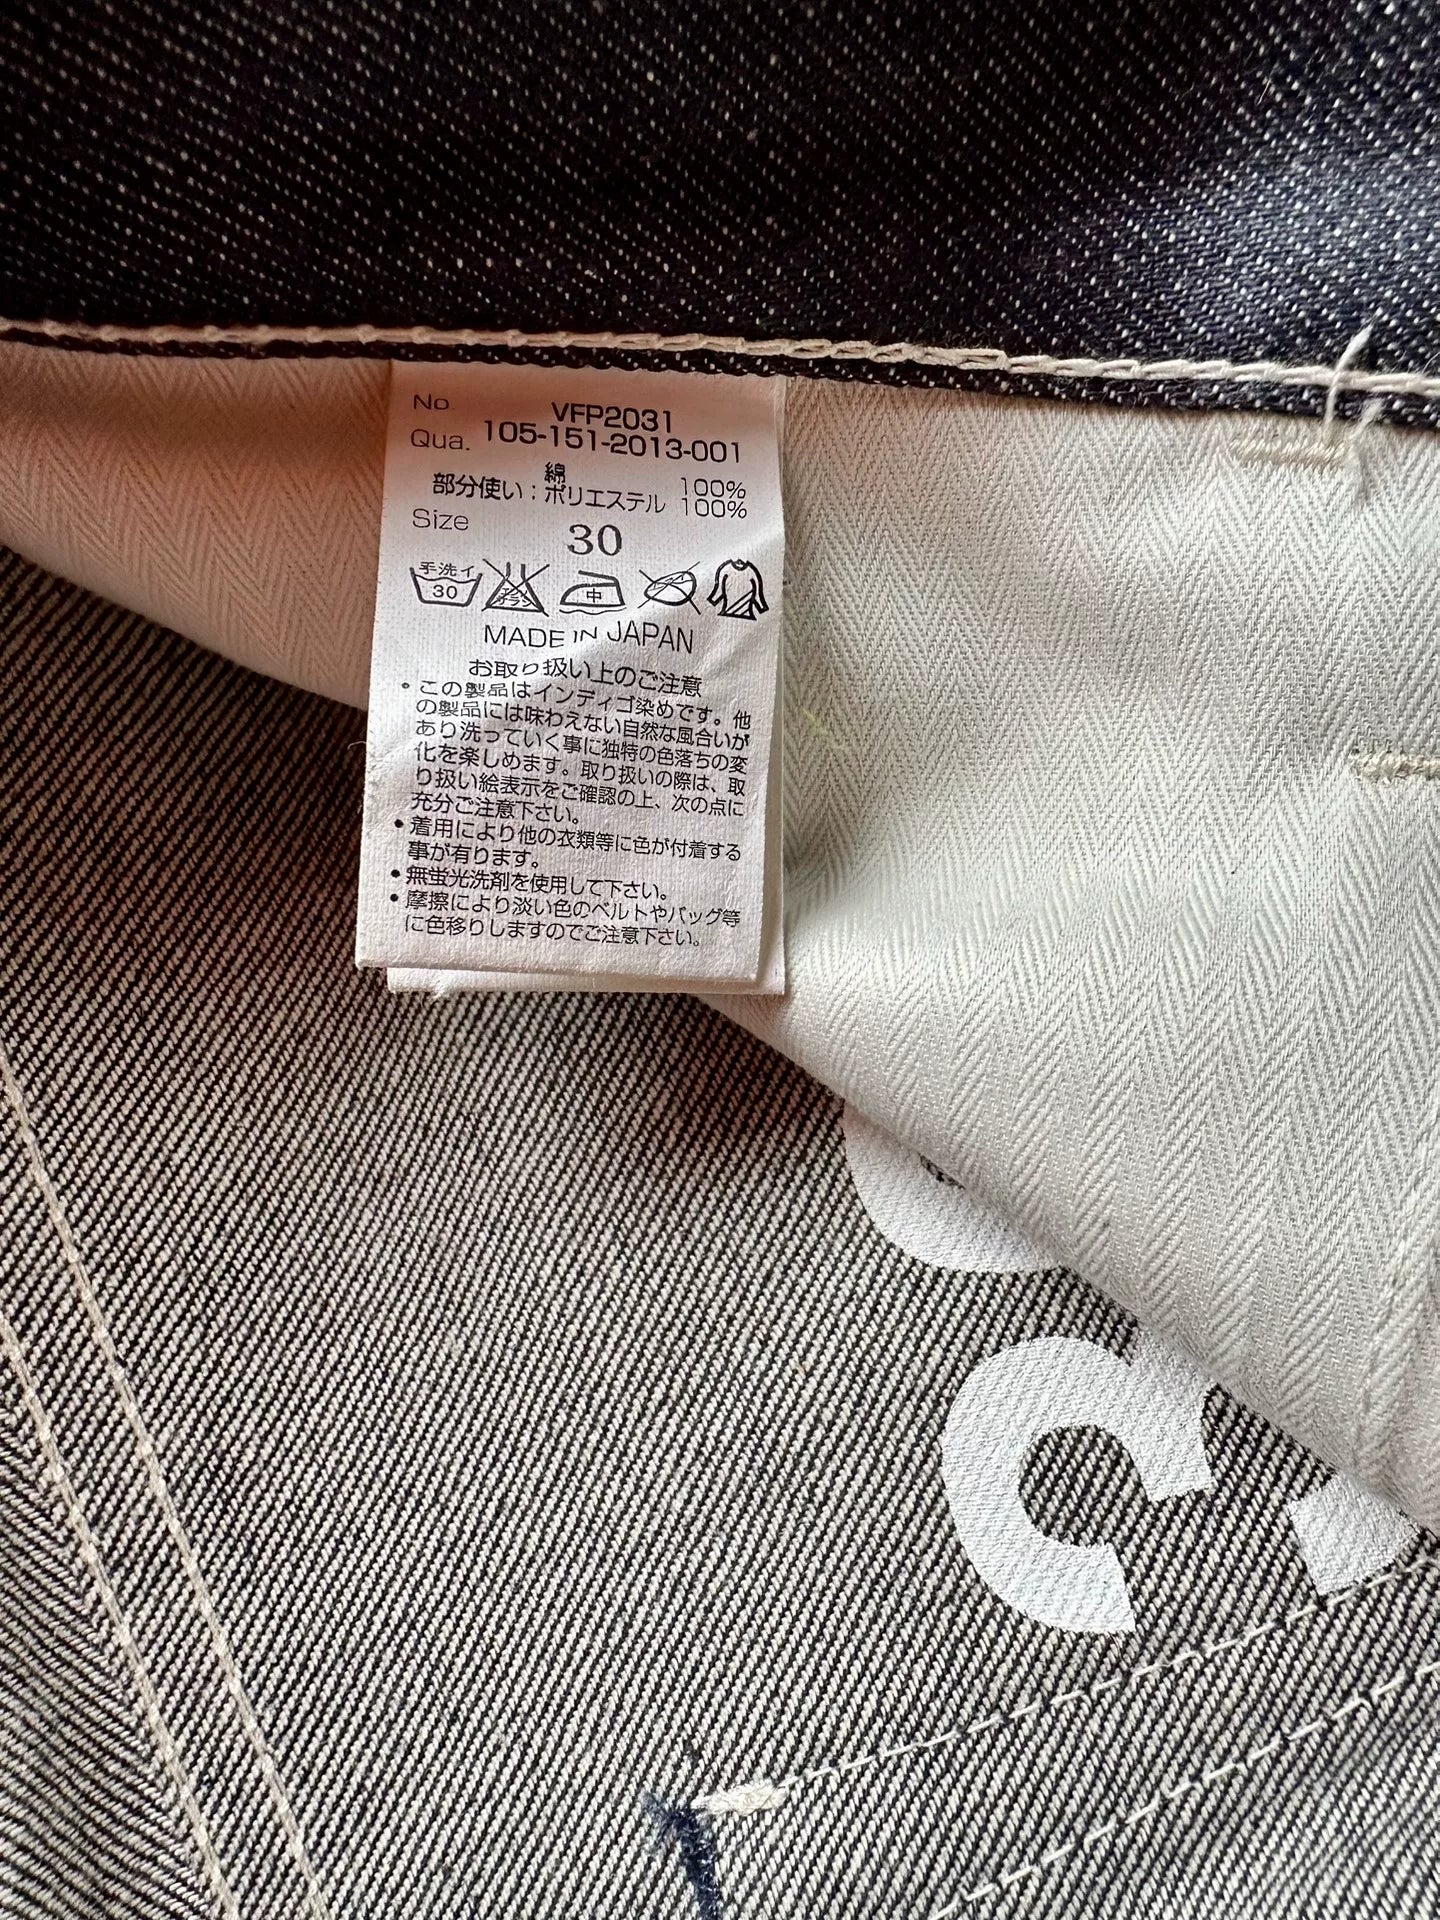 No. VFP2031
Qua. 105-151-2013-001
綿 100%
部分使い：ポリエステル 100%
Size 30
手洗イ 30 エンソサラシ 中
MADE IN JAPAN
お取り扱い上のご注意
・この製品はインディゴ染めです。他
の製品には味わえない自然な風合いが
あり洗っていく事に独特の色落ちの変
化を楽しめます。取り扱いの際は、取
り扱い絵表示をご確認の上、次の点に
充分ご注意下さい。
・着用により他の衣類等に色が付着する
事が有ります。
・無蛍光洗剤を使用して下さい。
・摩擦により淡い色のベルトやバッグ等
に色移りしますのでご注意下さい。